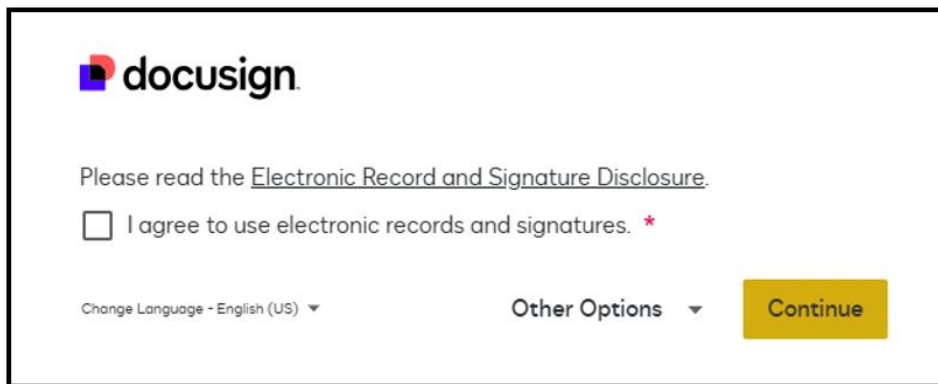 docusign
Please read the Electronic Record and Signature Disclosure.
I agree to use electronic records and signatures. *
Change Language - English (US)
Other Options
Continue